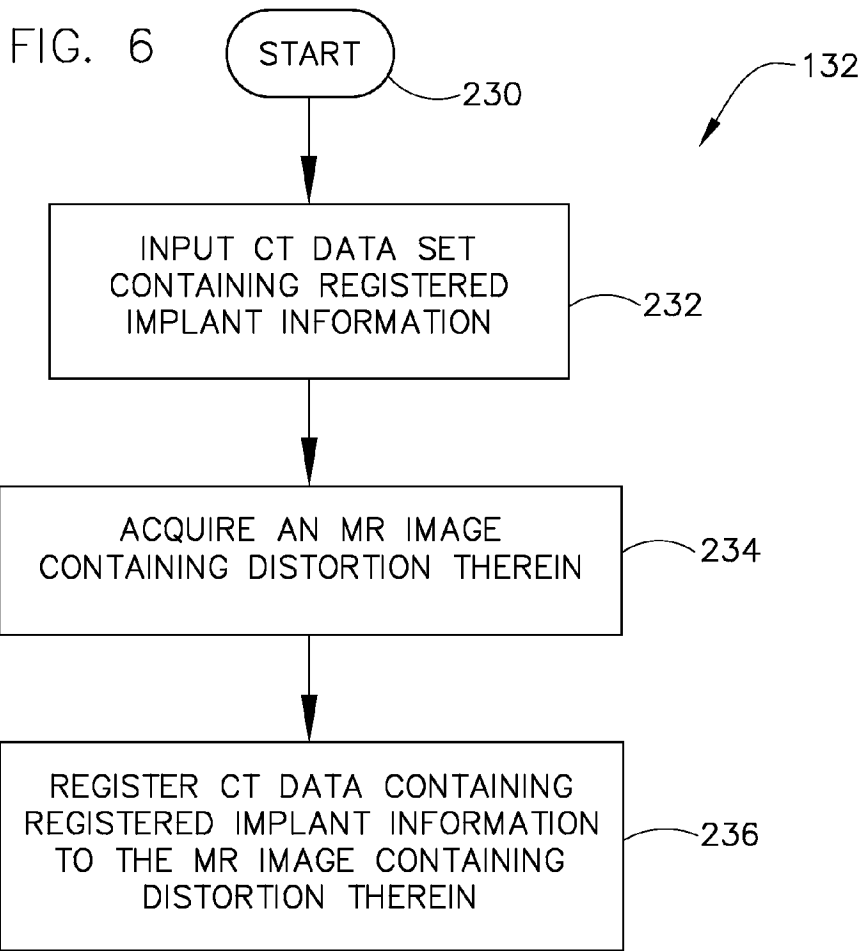 FIG. 6
START
132
230
INPUT CT DATA SET
CONTAINING REGISTERED
IMPLANT INFORMATION
232
ACQUIRE AN MR IMAGE
CONTAINING DISTORTION THEREIN
234
REGISTER CT DATA CONTAINING
REGISTERED IMPLANT INFORMATION
TO THE MR IMAGE CONTAINING
DISTORTION THEREIN
236